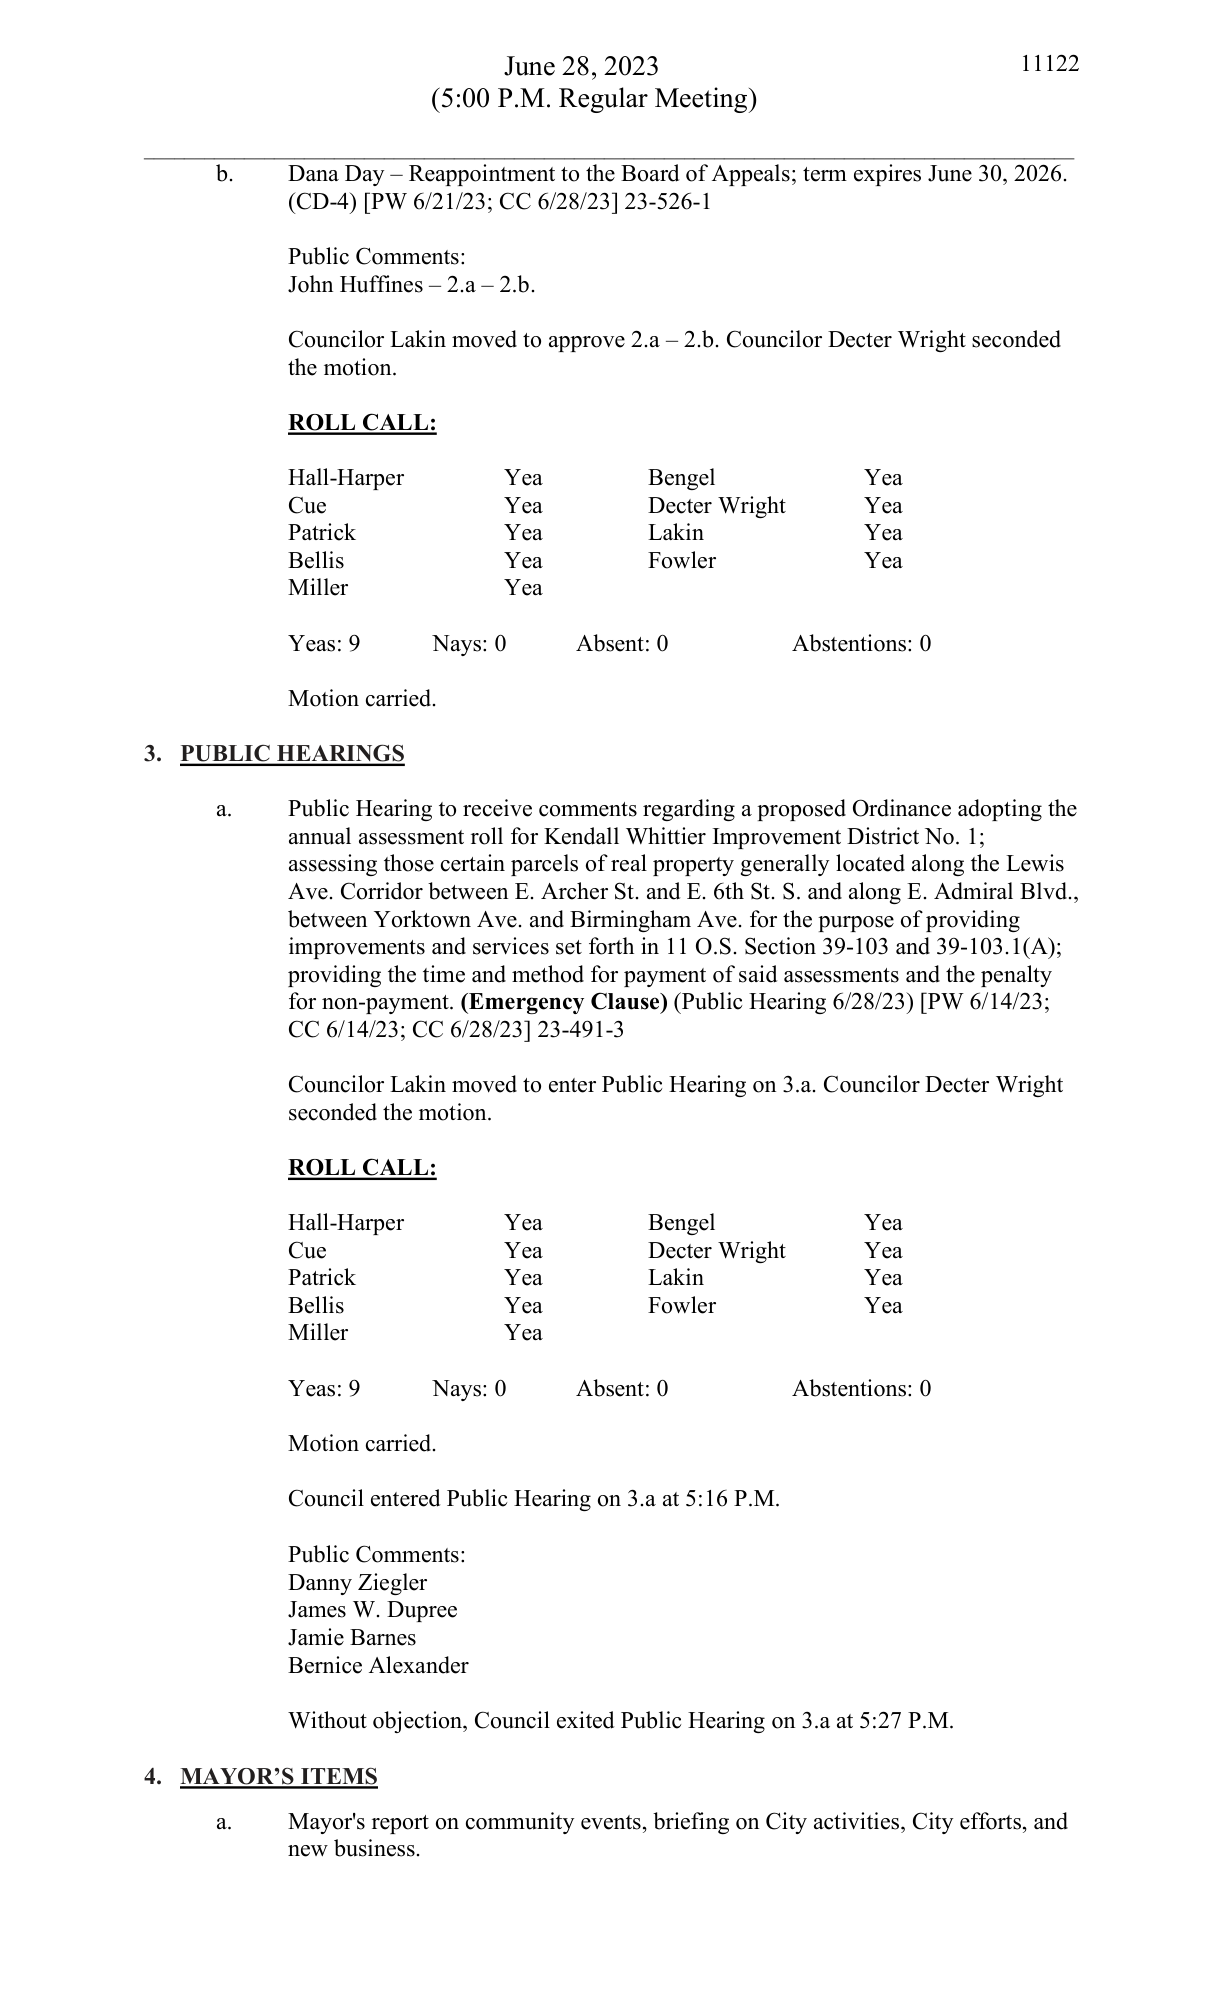 June 28, 2023
11122
(5:00 P.M. Regular Meeting)
b. Dana Day – Reappointment to the Board of Appeals; term expires June 30, 2026.
(CD-4) [PW 6/21/23; CC 6/28/23] 23-526-1
Public Comments:
John Huffines – 2.a – 2.b.
Councilor Lakin moved to approve 2.a – 2.b. Councilor Decter Wright seconded
the motion.
ROLL CALL:
Hall-Harper Yea Bengel Yea
Cue Yea Decter Wright Yea
Patrick Yea Lakin Yea
Bellis Yea Fowler Yea
Miller Yea
Yeas: 9 Nays: 0 Absent: 0 Abstentions: 0
Motion carried.
3. PUBLIC HEARINGS
a. Public Hearing to receive comments regarding a proposed Ordinance adopting the
annual assessment roll for Kendall Whittier Improvement District No. 1;
assessing those certain parcels of real property generally located along the Lewis
Ave. Corridor between E. Archer St. and E. 6th St. S. and along E. Admiral Blvd.,
between Yorktown Ave. and Birmingham Ave. for the purpose of providing
improvements and services set forth in 11 O.S. Section 39-103 and 39-103.1(A);
providing the time and method for payment of said assessments and the penalty
for non-payment. (Emergency Clause) (Public Hearing 6/28/23) [PW 6/14/23;
CC 6/14/23; CC 6/28/23] 23-491-3
Councilor Lakin moved to enter Public Hearing on 3.a. Councilor Decter Wright
seconded the motion.
ROLL CALL:
Hall-Harper Yea Bengel Yea
Cue Yea Decter Wright Yea
Patrick Yea Lakin Yea
Bellis Yea Fowler Yea
Miller Yea
Yeas: 9 Nays: 0 Absent: 0 Abstentions: 0
Motion carried.
Council entered Public Hearing on 3.a at 5:16 P.M.
Public Comments:
Danny Ziegler
James W. Dupree
Jamie Barnes
Bernice Alexander
Without objection, Council exited Public Hearing on 3.a at 5:27 P.M.
4. MAYOR’S ITEMS
a. Mayor's report on community events, briefing on City activities, City efforts, and
new business.